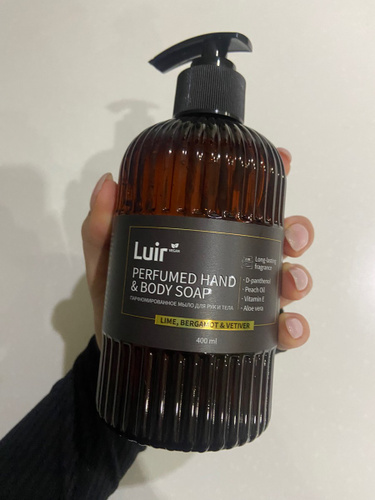 Luir
VEGAN
PERFUMED HAND
& BODY SOAP
ПАРФЮМИРОВАННОЕ МЫЛО ДЛЯ РУК И ТЕЛА
LIME, BERGAMOT & VETIVER
400 ml
Long-lasting
fragrance
· D-panthenol
· Peach Oil
· Vitamin E
· Aloe vera